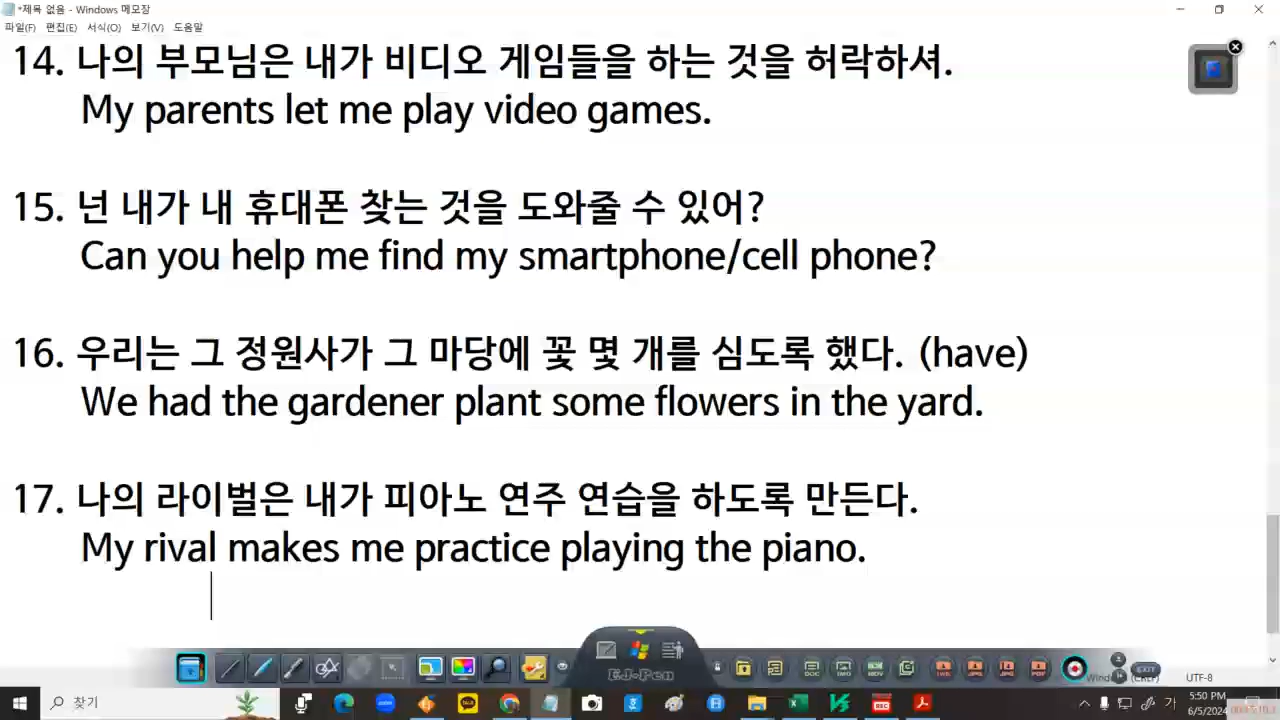 *제목 없음 - Windows 메모장
파일(F) 편집(E) 서식(O) 보기(V) 도움말
14. 나의 부모님은 내가 비디오 게임들을 하는 것을 허락하셔.
My parents let me play video games.
15. 넌 내가 내 휴대폰 찾는 것을 도와줄 수 있어?
Can you help me find my smartphone/cell phone?
16. 우리는 그 정원사가 그 마당에 꽃 몇 개를 심도록 했다. (have)
We had the gardener plant some flowers in the yard.
17. 나의 라이벌은 내가 피아노 연주 연습을 하도록 만든다.
My rival makes me practice playing the piano.
EXIT
UTF-8
찾기
가
5:50 PM
6/5/2024